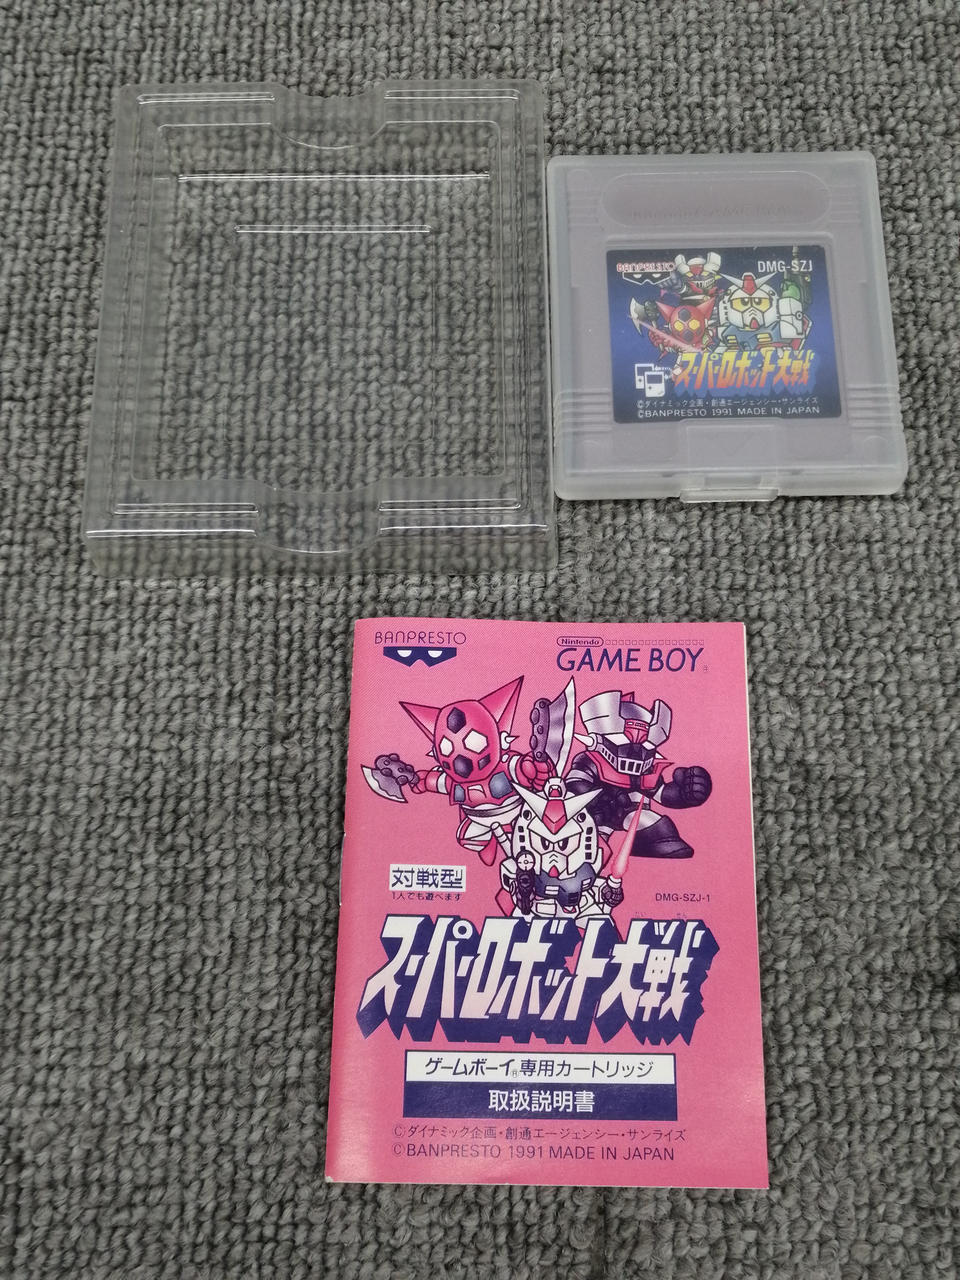 BANPRESTO
DMG-SZJ
スーパーロボット大戦
©ダイナミック企画・創通エージェンシー・サンライズ
©BANPRESTO 1991 MADE IN JAPAN
BANPRESTO
Nintendo
GAME BOY
対戦型
1人でも遊べます
DMG-SZJ-1
たい せん
スーパーロボット大戦
ゲームボーイ®専用カートリッジ
取扱説明書
©ダイナミック企画・創通エージェンシー・サンライズ
©BANPRESTO 1991 MADE IN JAPAN